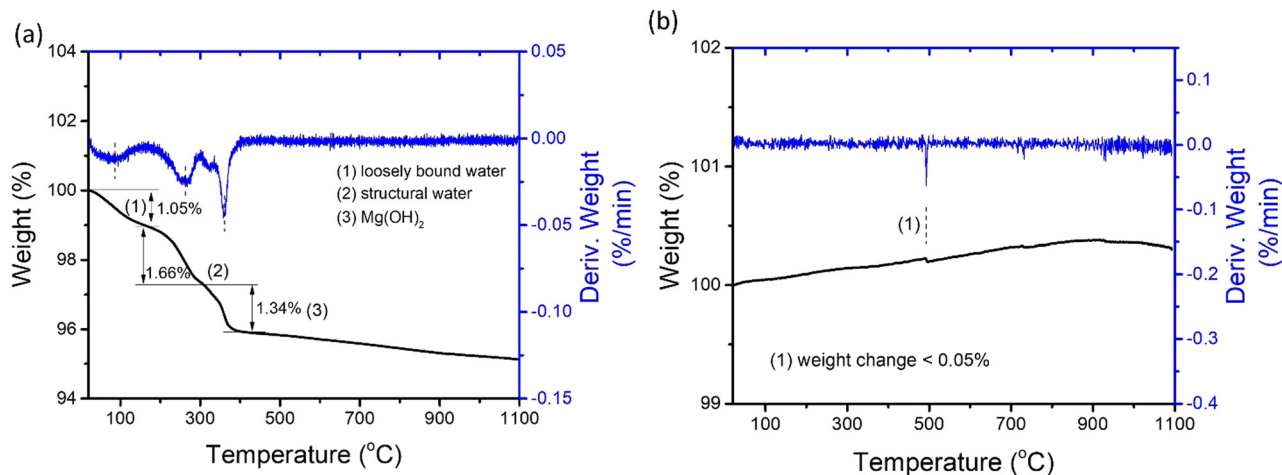 (a)
104
102
100
98
96
94
Weight (%)
0.05
0.00
-0.05
-0.10
-0.15
Deriv. Weight
(%/min)
(1) loosely bound water
(2) structural water
(3) Mg(OH)₂
(1)
1.05%
1.66%
(2)
1.34% (3)
100 300 500 700 900 1100
Temperature (°C)
(b)
102
101
100
99
Weight (%)
0.1
0.0
-0.1
-0.2
-0.3
-0.4
Deriv. Weight
(%/min)
(1)
(1) weight change < 0.05%
100 300 500 700 900 1100
Temperature (°C)